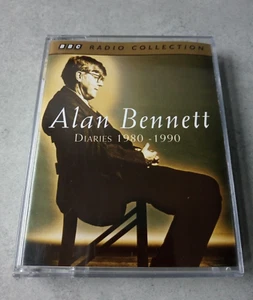 BBC RADIO COLLECTION
Alan Bennett
DIARIES 1980-1990